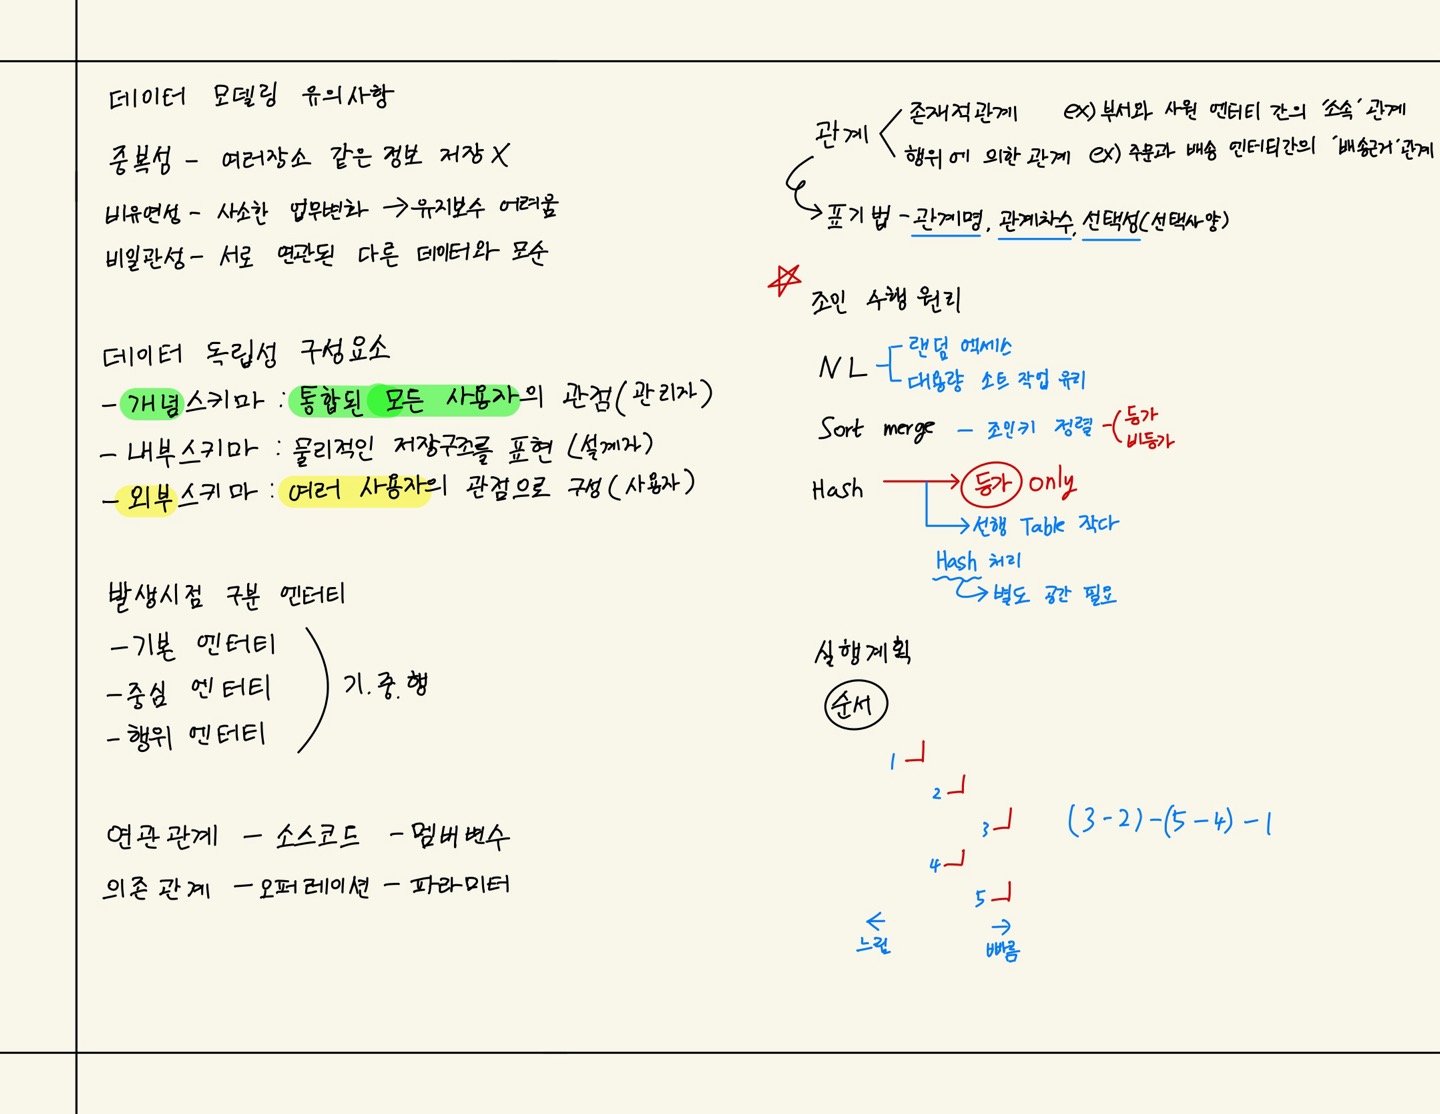 데이터 모델링 유의사항
중복성 - 여러장소 같은 정보 저장 X
비유연성 - 사소한 업무변화 → 유지보수 어려움
비일관성 - 서로 연관된 다른 데이터와 모순
데이터 독립성 구성요소
- 개념스키마 : 통합된 모든 사용자의 관점(관리자)
- 내부스키마 : 물리적인 저장구조를 표현 (설계자)
- 외부스키마 : 여러 사용자의 관점으로 구성(사용자)
발생시점 구분 엔터티
- 기본 엔터티
- 중심 엔터티
- 행위 엔터티
기.중.행
연관관계 - 소스코드 - 멤버변수
의존관계 - 오퍼레이션 - 파라미터
관계
존재적관계 ex) 부서와 사원 엔터티 간의 '소속' 관계
행위에 의한 관계 ex) 주문과 배송 엔터티간의 '배송근거' 관계
→ 표기법 - 관계명, 관계차수, 선택성(선택사양)
☆ 조인 수행 원리
NL
랜덤 엑세스
대용량 소트 작업 유리
Sort merge - 조인키 정렬 - ( 등가
비등가
Hash → 등가 only
→ 선행 Table 작다
Hash 처리
→ 별도 공간 필요
실행계획
순서
1
2
3
4
5
(3-2)-(5-4)-1
← →
느림 빠름